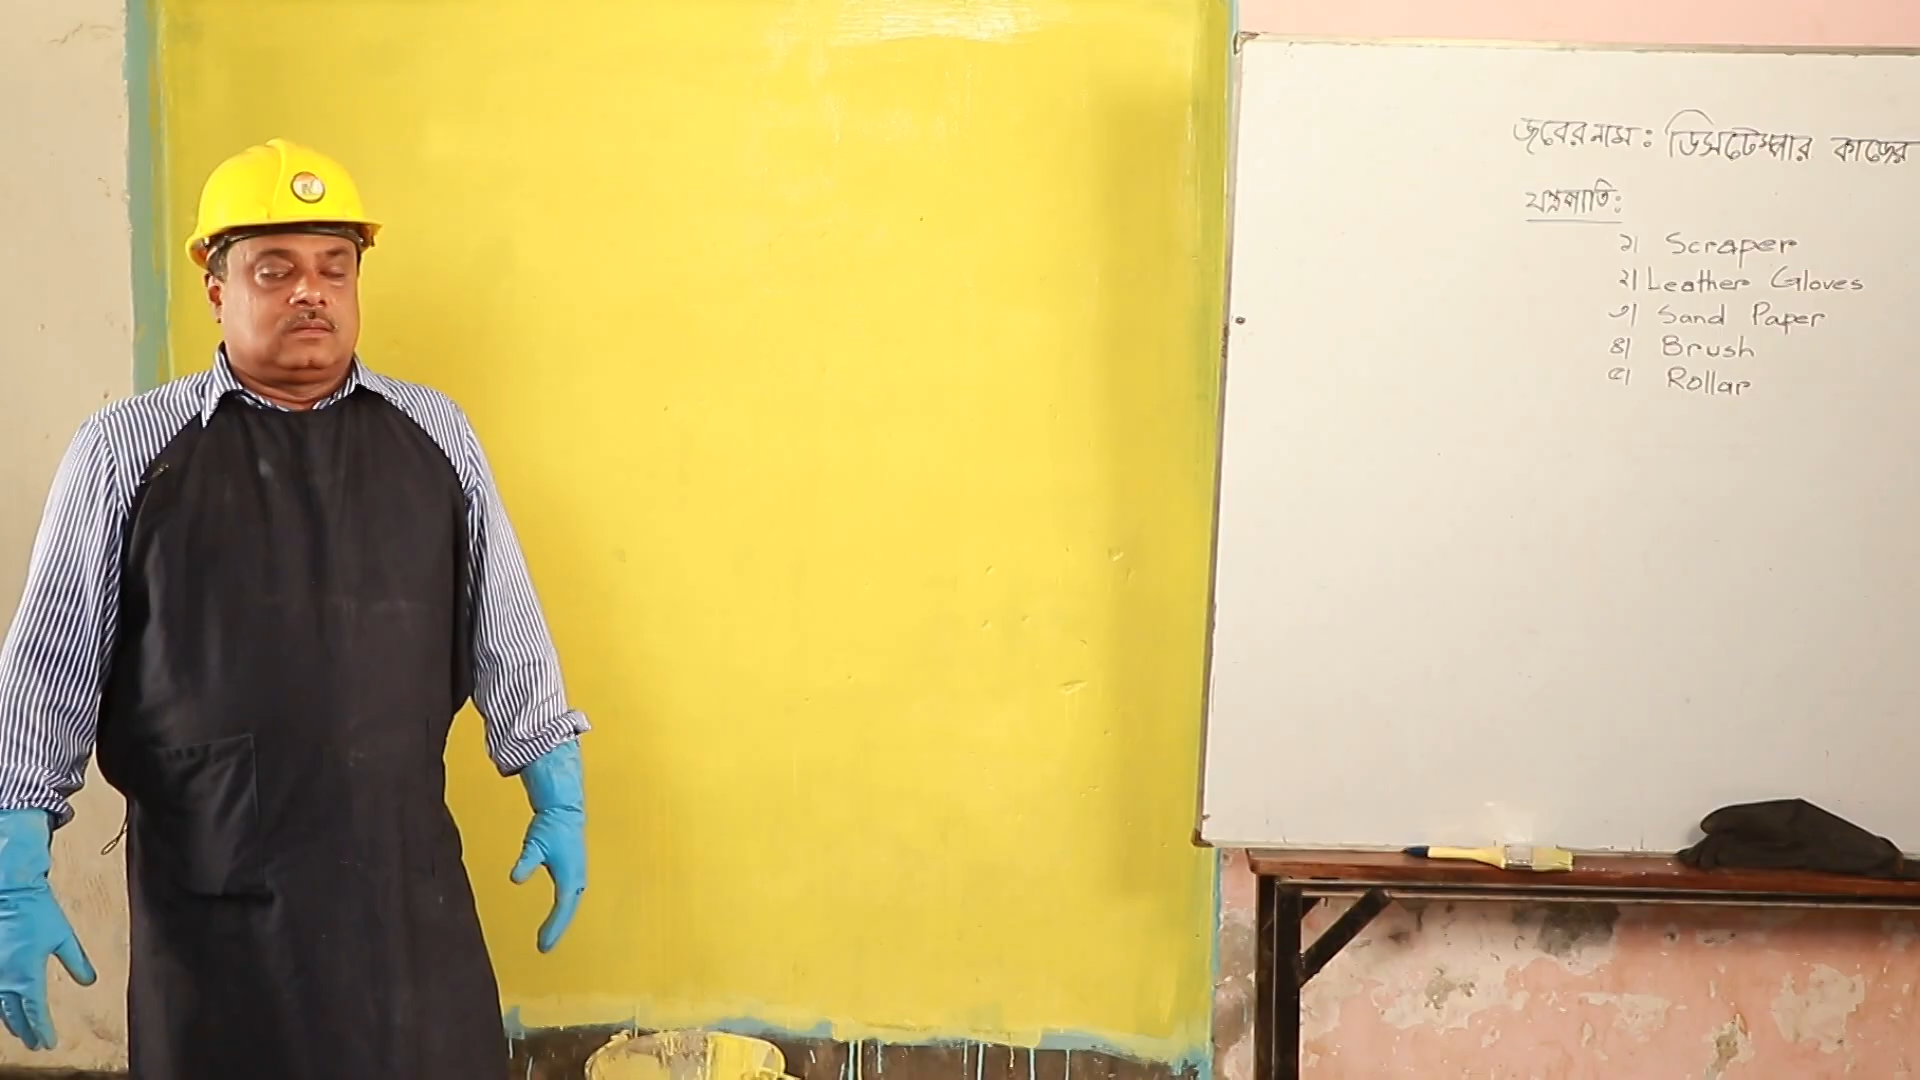 জবের নাম: ডিসটেম্পার কাজের
যন্ত্রপাতি:
১। Scraper
২। Leather Gloves
৩। Sand Paper
৪। Brush
৫। Rollar